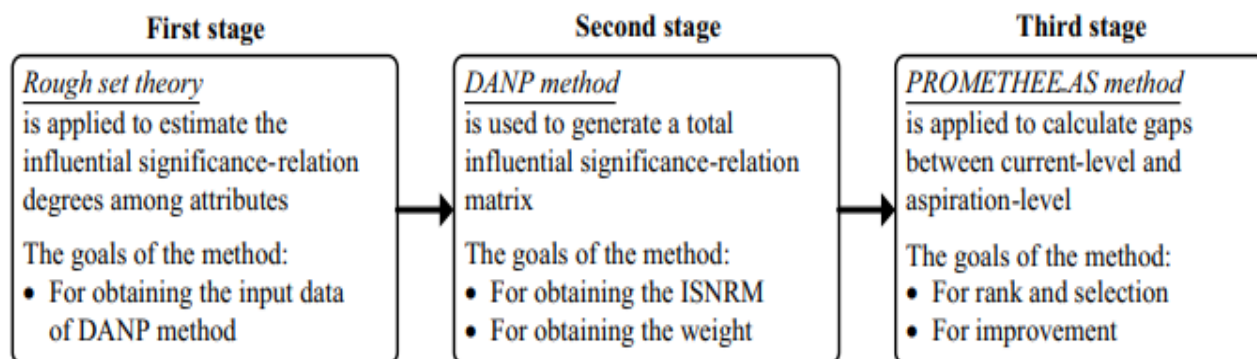 First stage
Rough set theory
is applied to estimate the
influential significance-relation
degrees among attributes
The goals of the method:
• For obtaining the input data
of DANP method
Second stage
DANP method
is used to generate a total
influential significance-relation
matrix
The goals of the method:
• For obtaining the ISNRM
• For obtaining the weight
Third stage
PROMETHEE-AS method
is applied to calculate gaps
between current-level and
aspiration-level
The goals of the method:
• For rank and selection
• For improvement